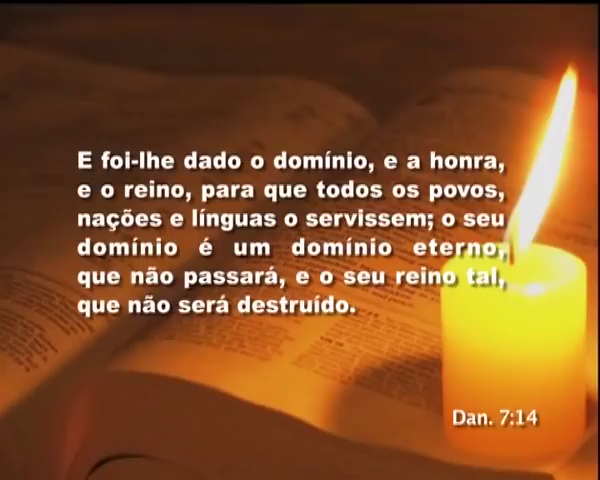 E foi-lhe dado o domínio, e a honra,
e o reino, para que todos os povos,
nações e línguas o servissem; o seu
domínio é um domínio eterno,
que não passará, e o seu reino tal,
que não será destruído.
Dan. 7:14